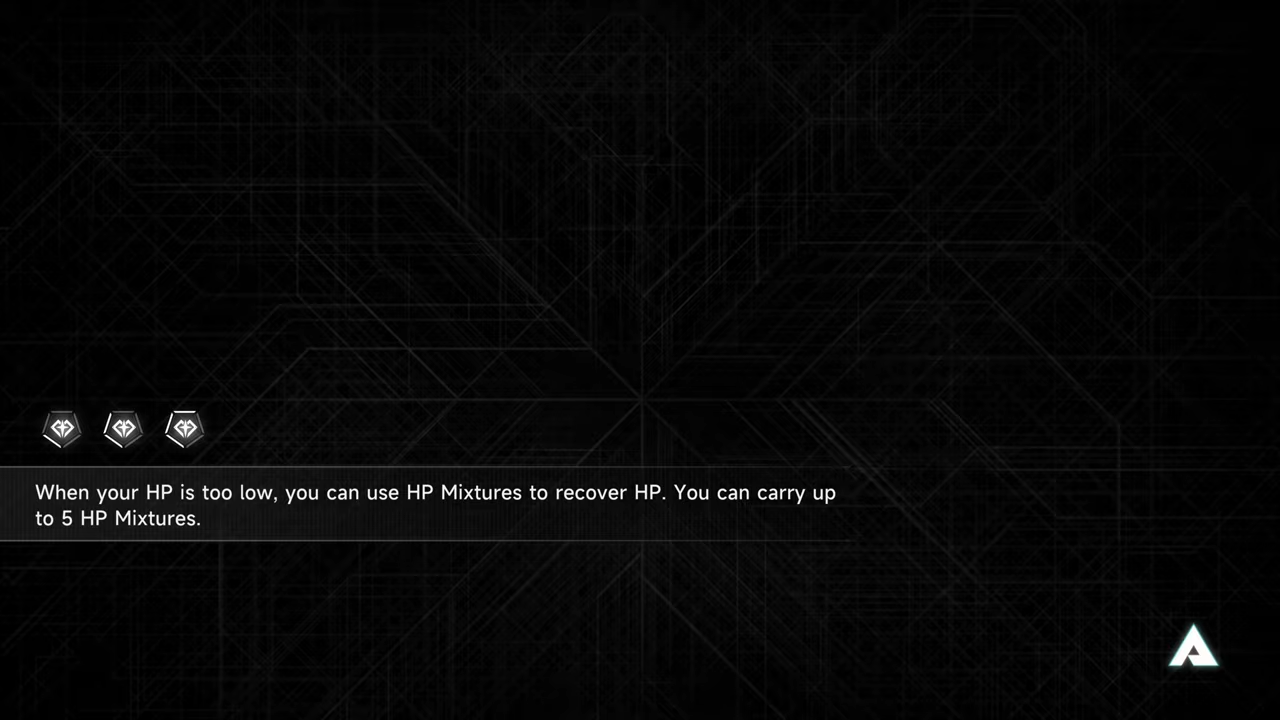 When your HP is too low, you can use HP Mixtures to recover HP. You can carry up
to 5 HP Mixtures.